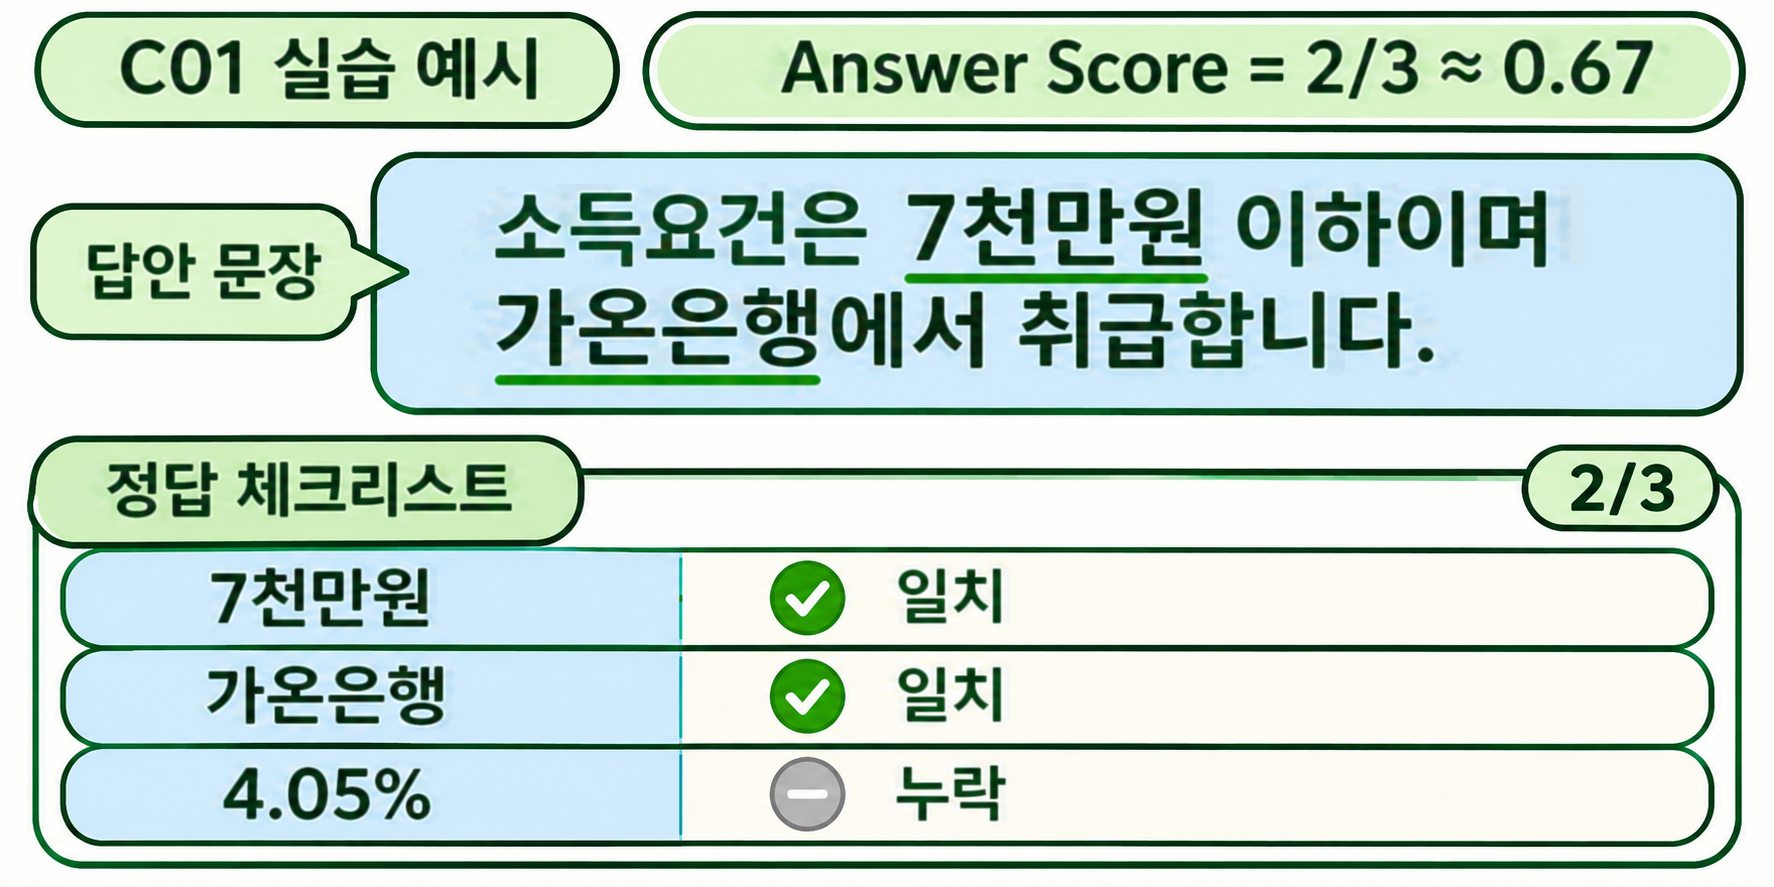 C01 실습 예시
Answer Score = 2/3 ≈ 0.67
답안 문장
소득요건은 7천만원 이하이며
가온은행에서 취급합니다.
정답 체크리스트
2/3
7천만원 일치
가온은행 일치
4.05% 누락